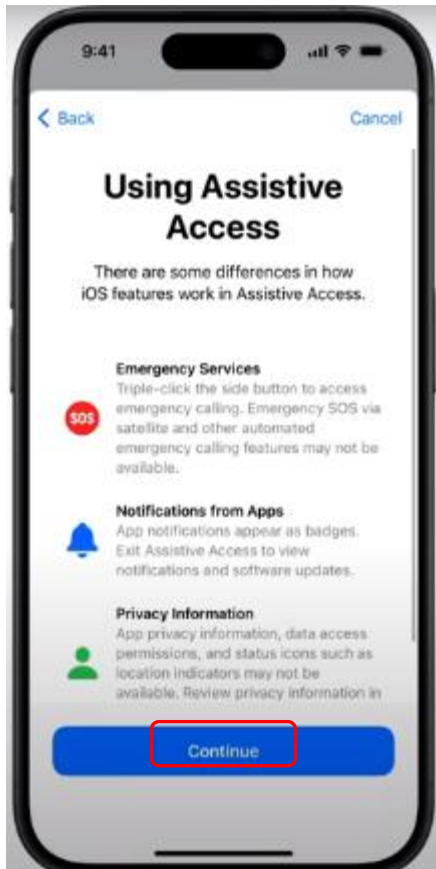 9:41
Back
Cancel
Using Assistive
Access
There are some differences in how
iOS features work in Assistive Access.
Emergency Services
Triple-click the side button to access
SOS
emergency calling. Emergency SOS via
satellite and other automated
emergency calling features may not be
available.
Notifications from Apps
App notifications appear as badges.
Exit Assistive Access to view
notifications and software updates.
Privacy Information
App privacy information, data access
permissions, and status icons such as
location indicators may not be
available. Review privacy information in
Continue